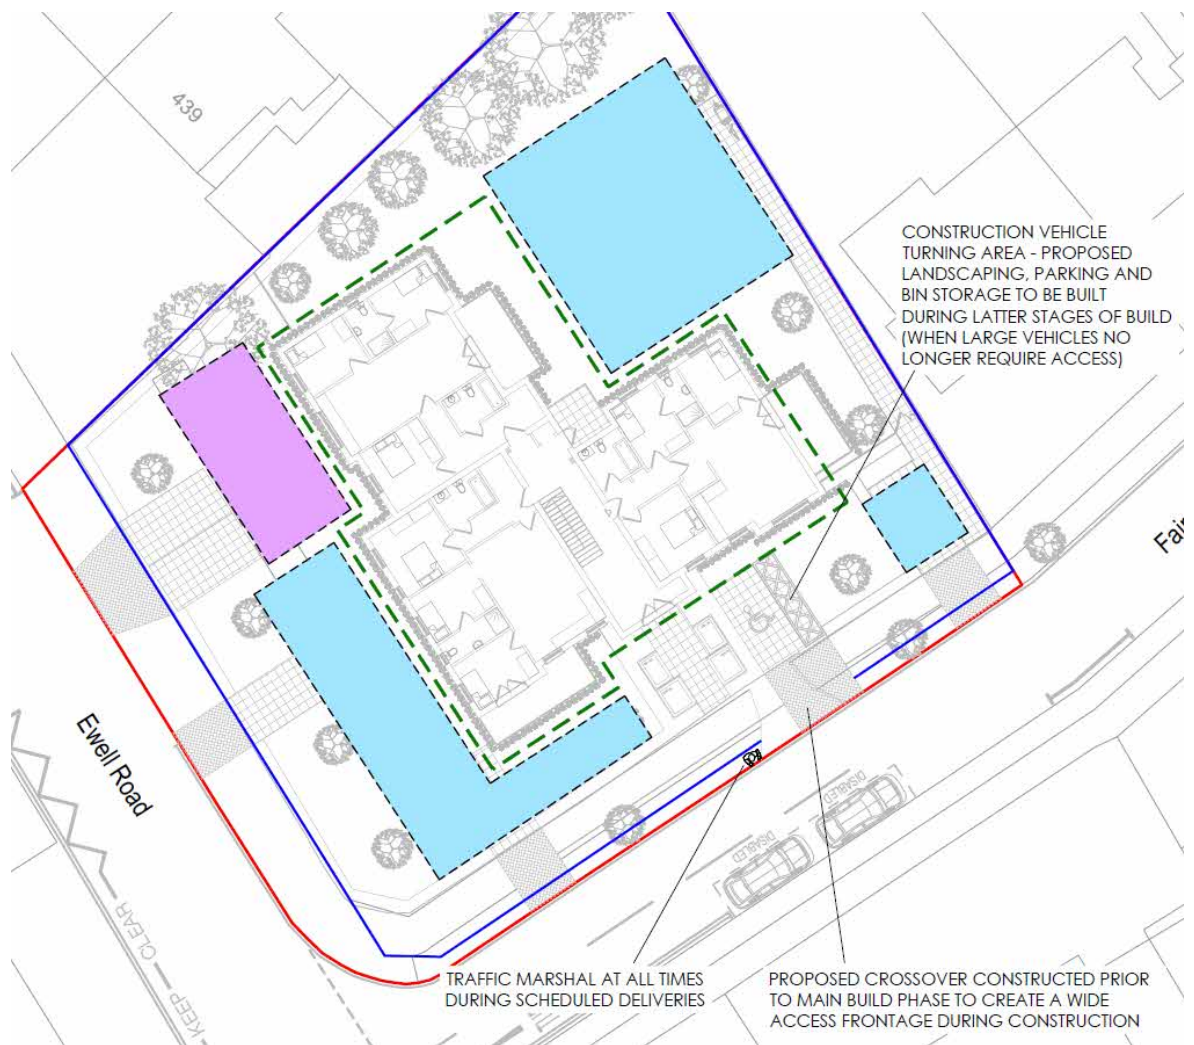 439
CONSTRUCTION VEHICLE
TURNING AREA - PROPOSED
LANDSCAPING, PARKING AND
BIN STORAGE TO BE BUILT
DURING LATTER STAGES OF BUILD
(WHEN LARGE VEHICLES NO
LONGER REQUIRE ACCESS)
Fair
Ewell Road
DISABLED
DISABLED
KEEP CLEAR
TRAFFIC MARSHAL AT ALL TIMES
DURING SCHEDULED DELIVERIES
PROPOSED CROSSOVER CONSTRUCTED PRIOR
TO MAIN BUILD PHASE TO CREATE A WIDE
ACCESS FRONTAGE DURING CONSTRUCTION